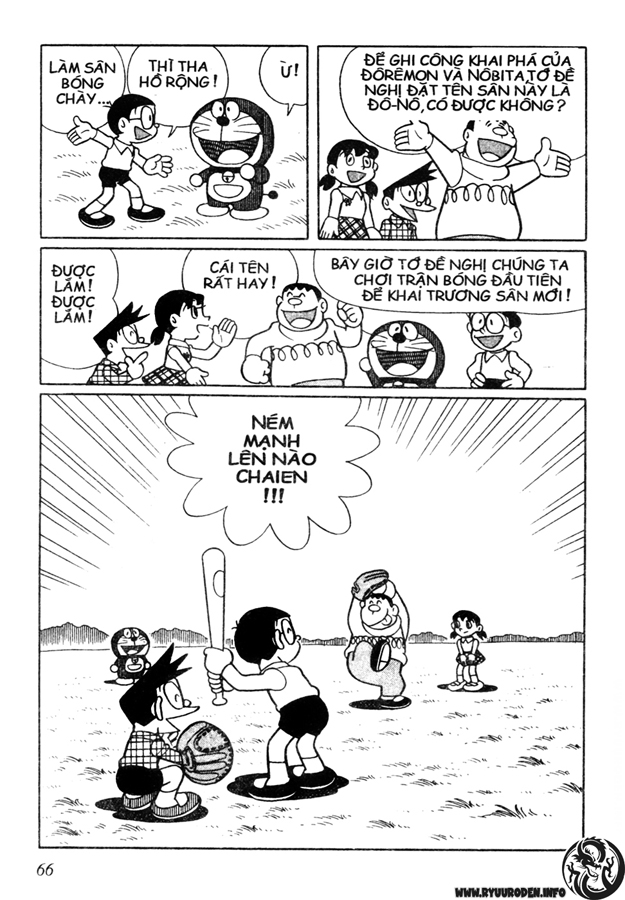 LÀM SÂN
BÓNG
CHÀY...
THÌ THA
HỒ RỘNG!
Ừ!
ĐỂ GHI CÔNG KHAI PHÁ CỦA
ĐÔRÊMON VÀ NÔBITA TỚ ĐỀ
NGHỊ ĐẶT TÊN SÂN NÀY LÀ
ĐÔ-NÔ, CÓ ĐƯỢC KHÔNG?
ĐƯỢC
LẮM!
ĐƯỢC
LẮM!
CÁI TÊN
RẤT HAY!
BÂY GIỜ TỚ ĐỀ NGHỊ CHÚNG TA
CHƠI TRẬN BÓNG ĐẦU TIÊN
ĐỂ KHAI TRƯƠNG SÂN MỚI!
NÉM
MẠNH
LÊN NÀO
CHAIEN
!!!
66
WWW.RYUURODEN.INFO